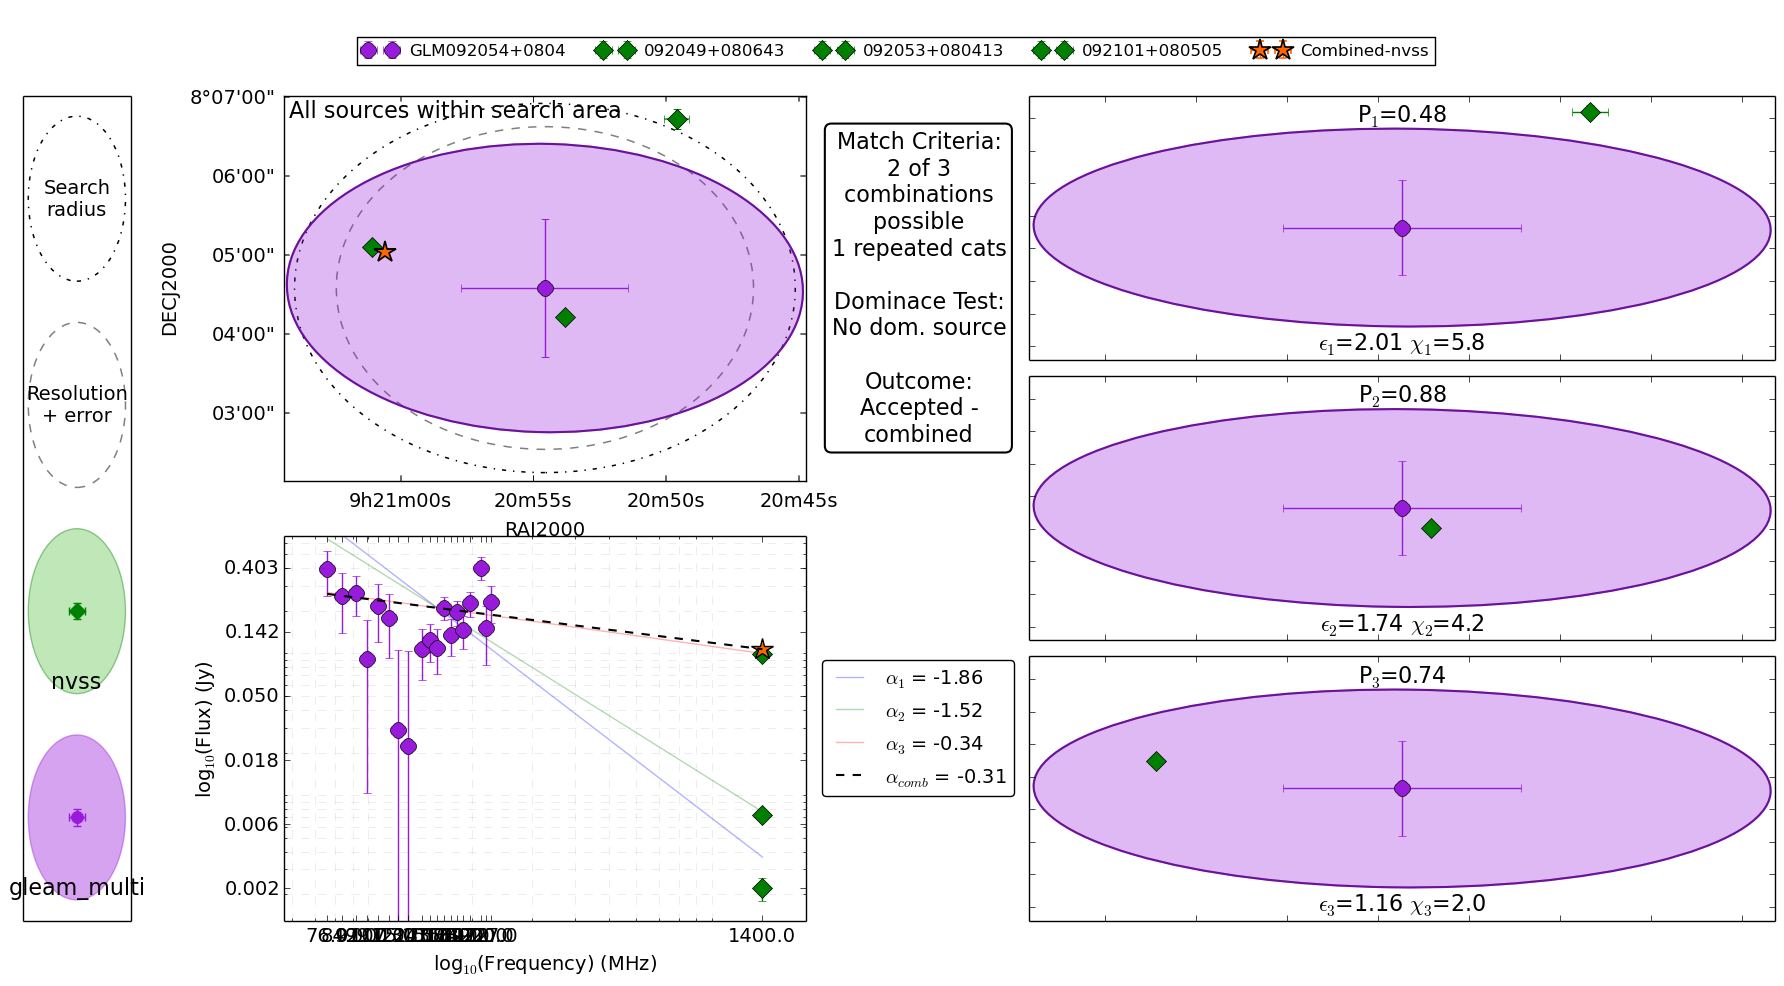 GLM092054+0804 092049+080643 092053+080413 092101+080505 Combined-nvss
Search
radius
Resolution
+ error
nvss
gleam_multi
All sources within search area
8°07'00"
06'00"
05'00"
04'00"
03'00"
DECJ2000
9h21m00s 20m55s 20m50s 20m45s
RAJ2000
Match Criteria:
2 of 3
combinations
possible
1 repeated cats
Dominace Test:
No dom. source
Outcome:
Accepted -
combined
0.403
0.142
0.050
0.018
0.006
0.002
log₁₀(Flux) (Jy)
1400.0
log₁₀(Frequency) (MHz)
α₁ = -1.86
α₂ = -1.52
α₃ = -0.34
α_comb = -0.31
P₁=0.48
ϵ₁=2.01 χ₁=5.8
P₂=0.88
ϵ₂=1.74 χ₂=4.2
P₃=0.74
ϵ₃=1.16 χ₃=2.0